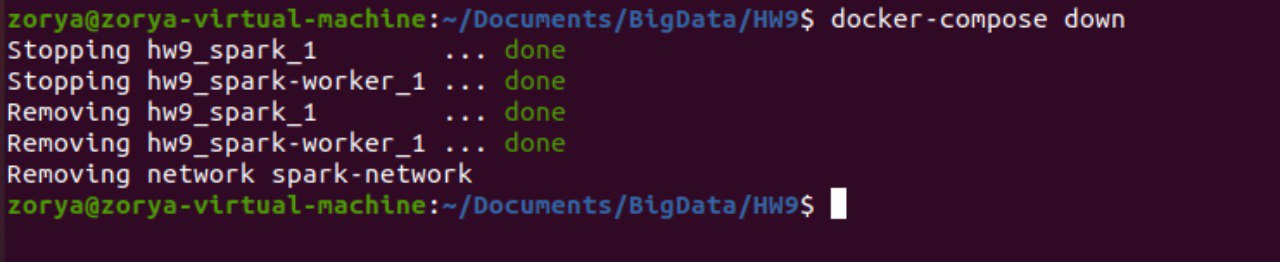 zorya@zorya-virtual-machine:~/Documents/BigData/HW9$ docker-compose down
Stopping hw9_spark_1        ... done
Stopping hw9_spark-worker_1 ... done
Removing hw9_spark_1        ... done
Removing hw9_spark-worker_1 ... done
Removing network spark-network
zorya@zorya-virtual-machine:~/Documents/BigData/HW9$